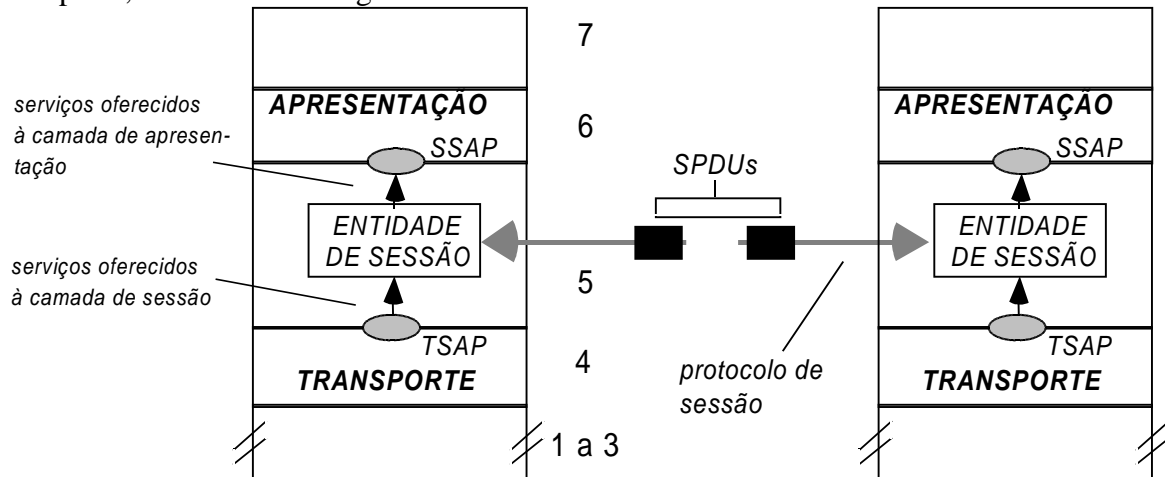 7
APRESENTAÇÃO
APRESENTAÇÃO
serviços oferecidos
à camada de apresen-
tação
6
SSAP
SSAP
SPDUs
ENTIDADE
DE SESSÃO
ENTIDADE
DE SESSÃO
serviços oferecidos
à camada de sessão
5
TSAP
TSAP
4
protocolo de
sessão
TRANSPORTE
TRANSPORTE
1 a 3